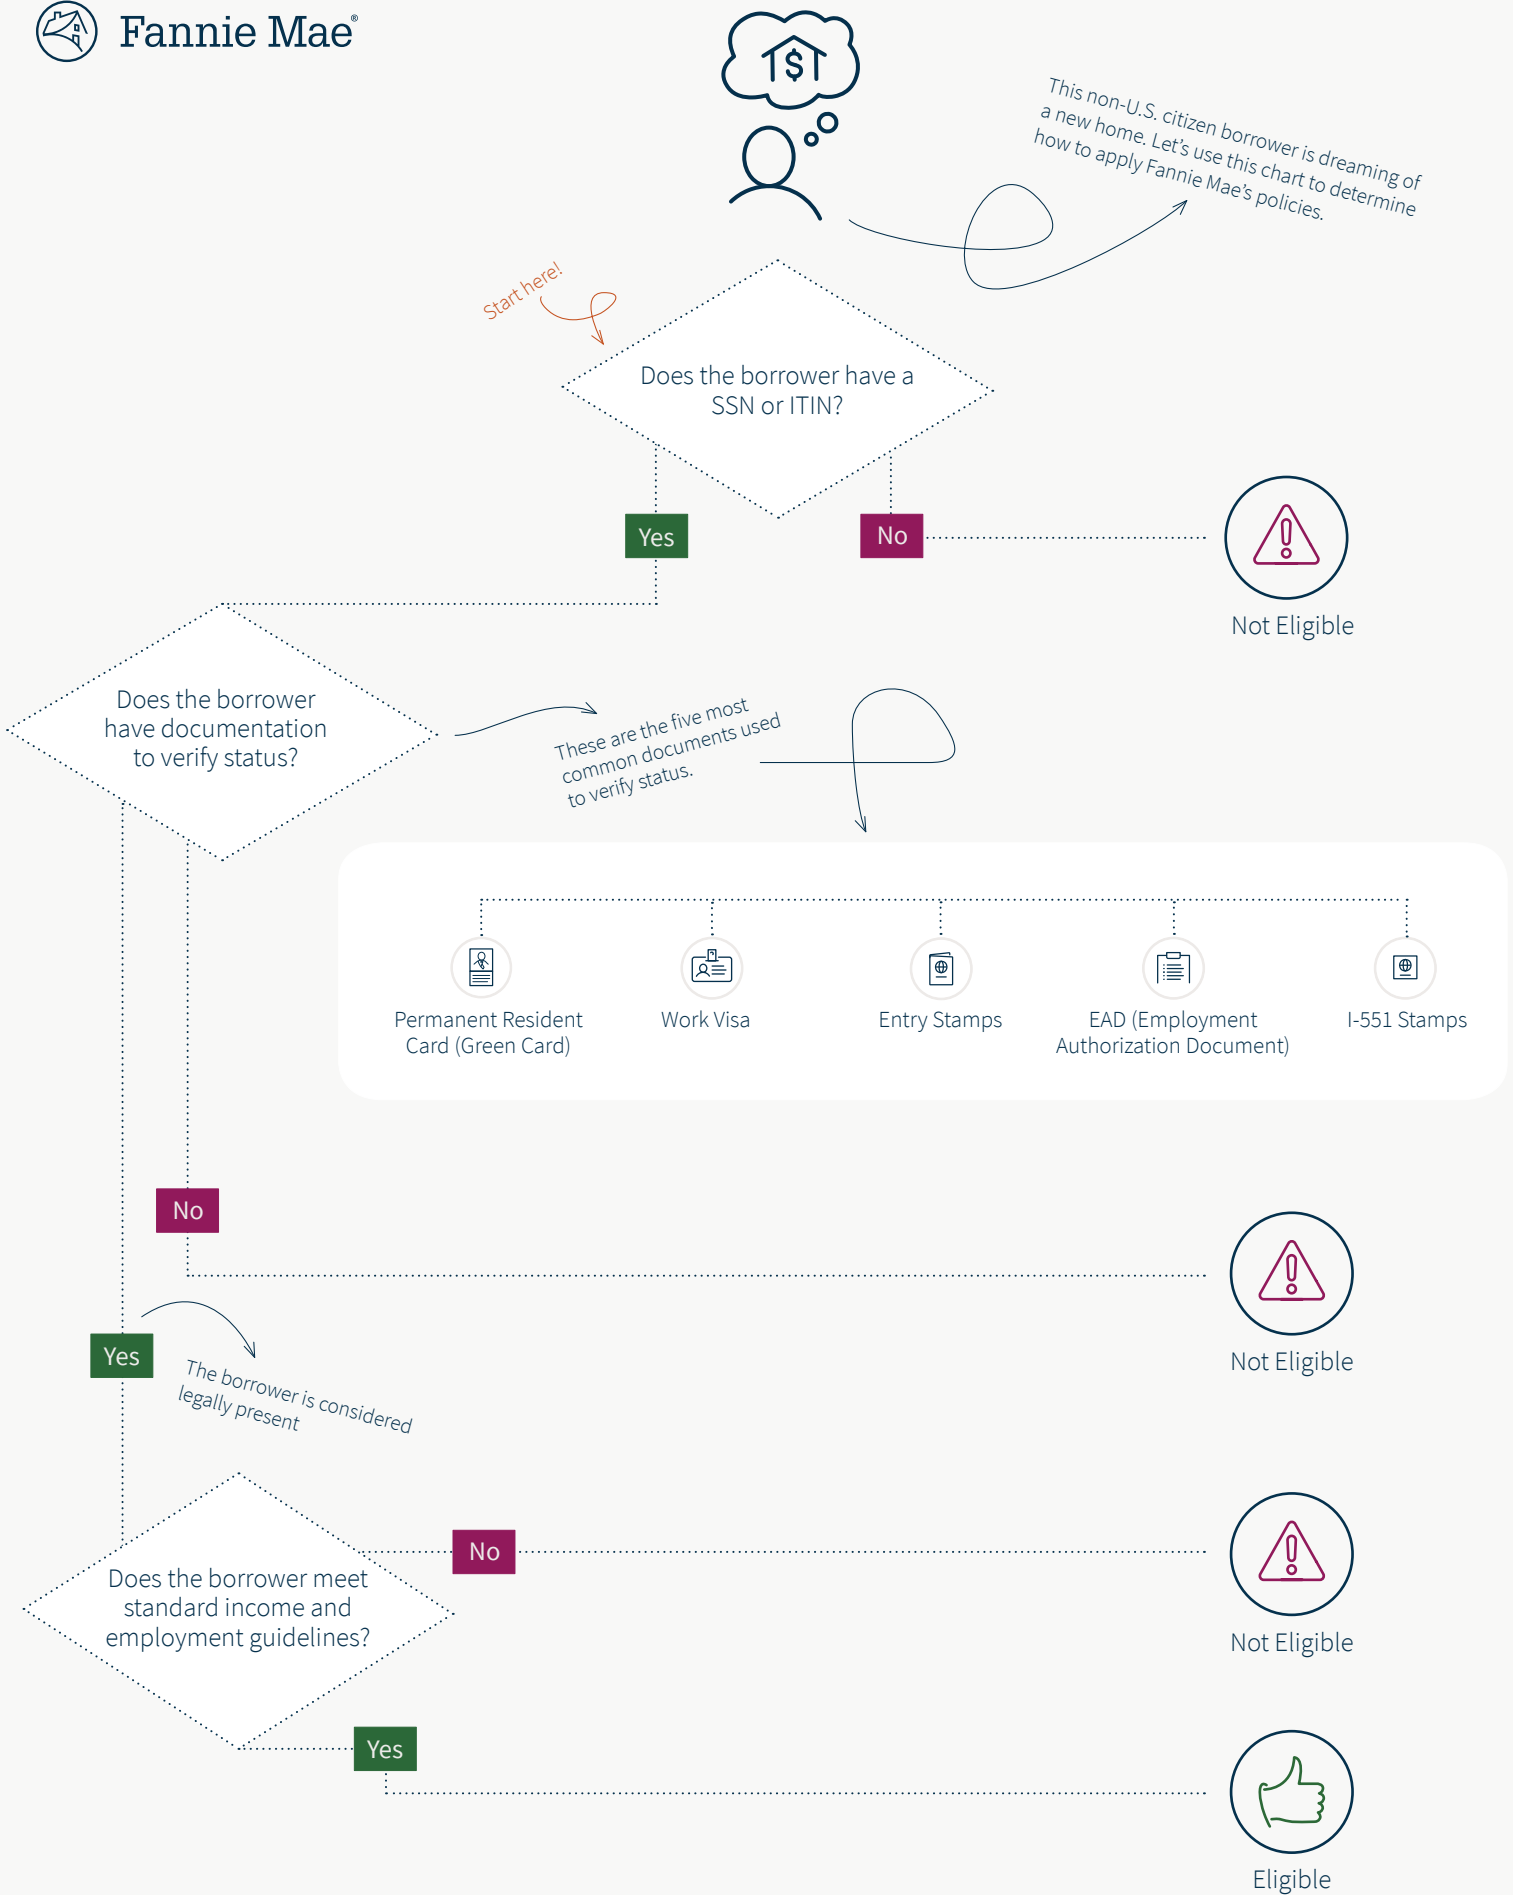 Fannie Mae®
$
This non-U.S. citizen borrower is dreaming of
a new home. Let's use this chart to determine
how to apply Fannie Mae's policies.
Start here!
Does the borrower have a
SSN or ITIN?
Yes
No
Not Eligible
Does the borrower
have documentation
to verify status?
These are the five most
common documents used
to verify status.
Permanent Resident
Card (Green Card)
Work Visa
Entry Stamps
EAD (Employment
Authorization Document)
I-551 Stamps
No
Not Eligible
Yes
The borrower is considered
legally present
Does the borrower meet
standard income and
employment guidelines?
No
Not Eligible
Yes
Eligible